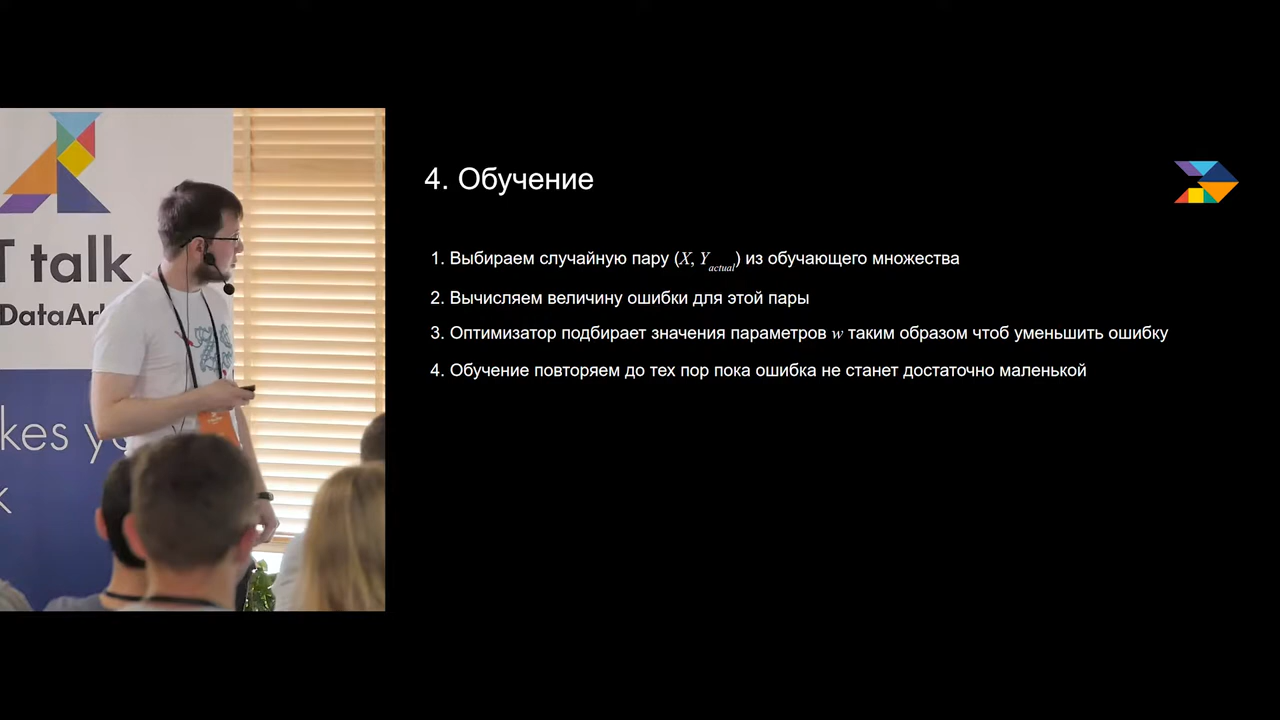 T talk
DataAr
kes y
k
4. Обучение
1. Выбираем случайную пару (X, Y actual) из обучающего множества
2. Вычисляем величину ошибки для этой пары
3. Оптимизатор подбирает значения параметров w таким образом чтоб уменьшить ошибку
4. Обучение повторяем до тех пор пока ошибка не станет достаточно маленькой